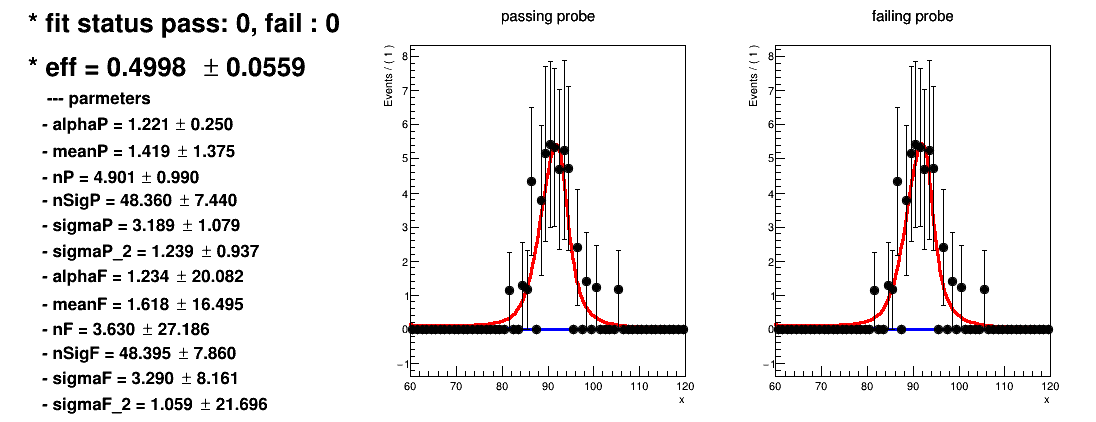 * fit status pass: 0, fail : 0
* eff = 0.4998 ± 0.0559
--- parmeters
- alphaP = 1.221 ± 0.250
- meanP = 1.419 ± 1.375
- nP = 4.901 ± 0.990
- nSigP = 48.360 ± 7.440
- sigmaP = 3.189 ± 1.079
- sigmaP_2 = 1.239 ± 0.937
- alphaF = 1.234 ± 20.082
- meanF = 1.618 ± 16.495
- nF = 3.630 ± 27.186
- nSigF = 48.395 ± 7.860
- sigmaF = 3.290 ± 8.161
- sigmaF_2 = 1.059 ± 21.696
passing probe
Events / ( 1 )
8
7
6
5
4
3
2
1
0
−1
60 70 80 90 100 110 120
x
failing probe
Events / ( 1 )
8
7
6
5
4
3
2
1
0
−1
60 70 80 90 100 110 120
x